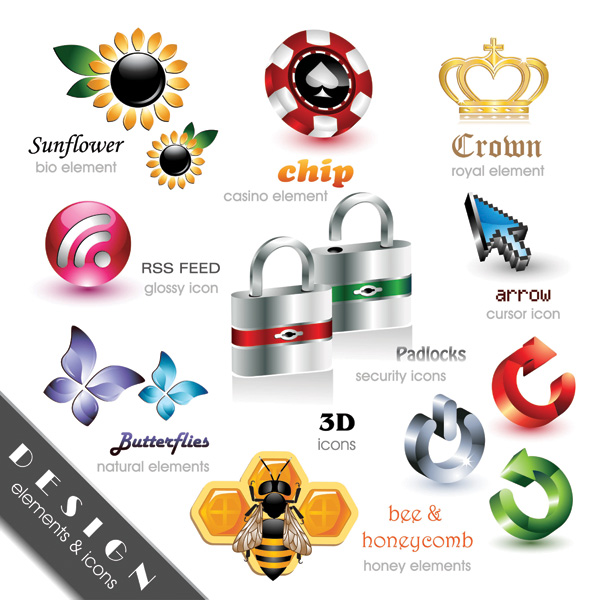 Sunflower
bio element
chip
casino element
Crown
royal element
RSS FEED
glossy icon
arrow
cursor icon
Padlocks
security icons
Butterflies
natural elements
3D
icons
bee &
honeycomb
honey elements
DESIGN
elements & icons